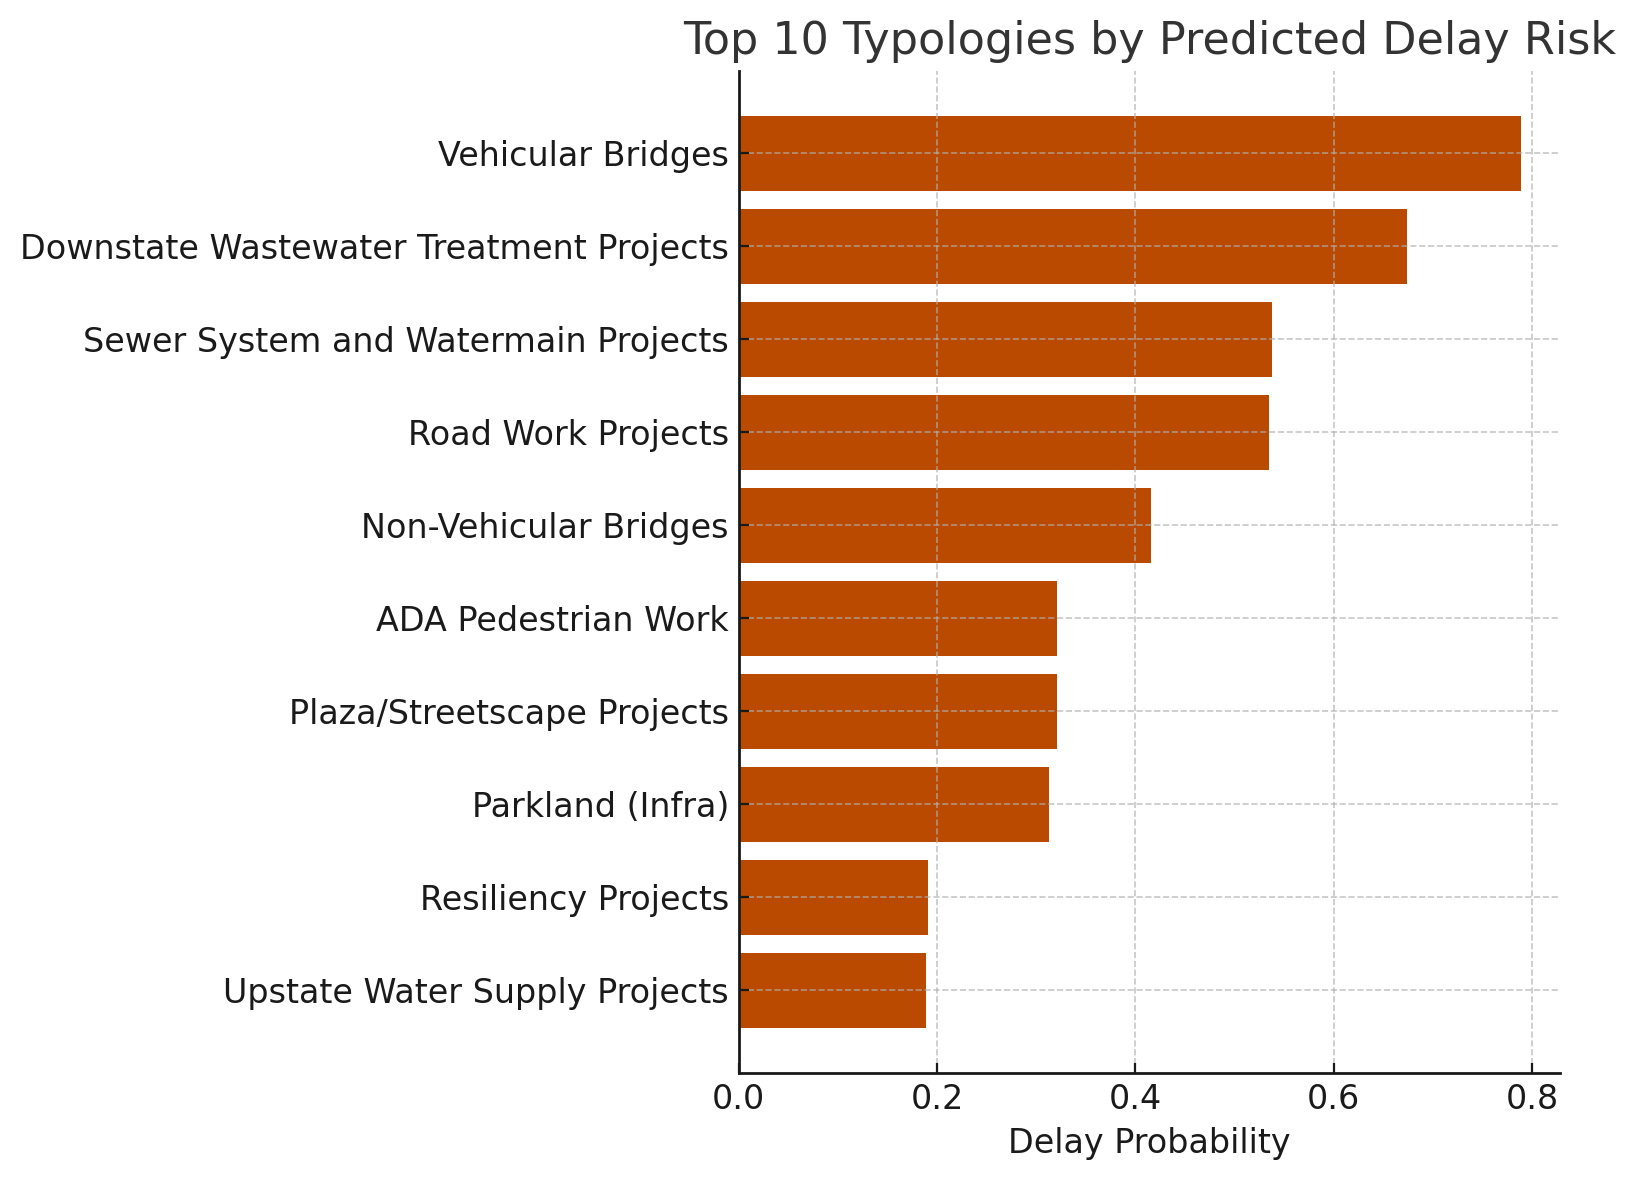 Top 10 Typologies by Predicted Delay Risk
Vehicular Bridges
Downstate Wastewater Treatment Projects
Sewer System and Watermain Projects
Road Work Projects
Non-Vehicular Bridges
ADA Pedestrian Work
Plaza/Streetscape Projects
Parkland (Infra)
Resiliency Projects
Upstate Water Supply Projects
0.0 0.2 0.4 0.6 0.8
Delay Probability